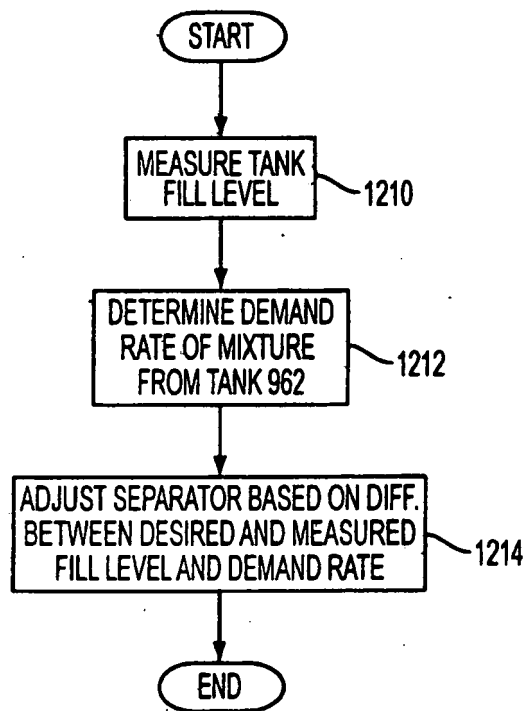 START
MEASURE TANK
FILL LEVEL
1210
DETERMINE DEMAND
RATE OF MIXTURE
FROM TANK 962
1212
ADJUST SEPARATOR BASED ON DIFF.
BETWEEN DESIRED AND MEASURED
FILL LEVEL AND DEMAND RATE
1214
END